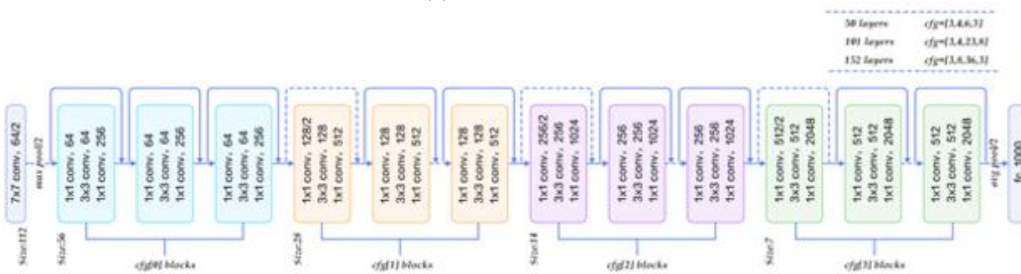 50 layers cfg=[3,4,6,3]
101 layers cfg=[3,4,23,8]
152 layers cfg=[3,8,36,3]
7x7 conv, 64/2
max pool/2
1x1 conv, 64
3x3 conv, 64
1x1 conv, 256
1x1 conv, 64
3x3 conv, 64
1x1 conv, 256
1x1 conv, 64
3x3 conv, 64
1x1 conv, 256
1x1 conv, 128/2
3x3 conv, 128
1x1 conv, 512
1x1 conv, 128
3x3 conv, 128
1x1 conv, 512
1x1 conv, 128
3x3 conv, 128
1x1 conv, 512
1x1 conv, 256/2
3x3 conv, 256
1x1 conv, 1024
1x1 conv, 256
3x3 conv, 256
1x1 conv, 1024
1x1 conv, 256
3x3 conv, 256
1x1 conv, 1024
1x1 conv, 512/2
3x3 conv, 512
1x1 conv, 2048
1x1 conv, 512
3x3 conv, 512
1x1 conv, 2048
1x1 conv, 512
3x3 conv, 512
1x1 conv, 2048
avg pool/2
fc, 1000
Size:112
Size:56
cfg[0] blocks
Size:28
cfg[1] blocks
Size:14
cfg[2] blocks
Size:7
cfg[3] blocks